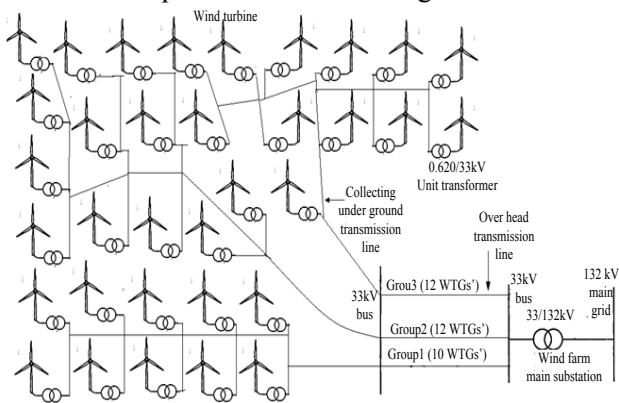 Wind turbine
0.620/33kV
Unit transformer
Collecting
under ground
transmission
line
Over head
transmission
line
33kV
bus
Grou3 (12 WTGs’)
Group2 (12 WTGs’)
Group1 (10 WTGs’)
33kV
bus
33/132kV
132 kV
main
grid
Wind farm
main substation